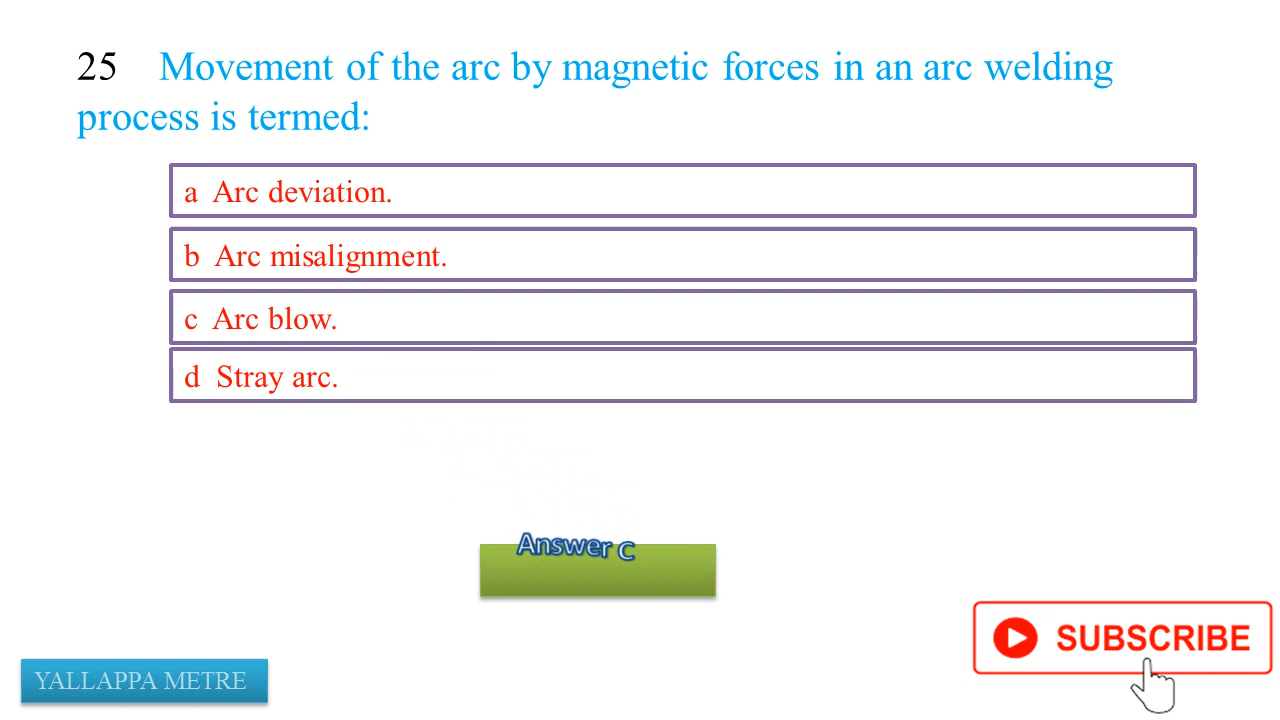 25 Movement of the arc by magnetic forces in an arc welding
process is termed:
a Arc deviation.
b Arc misalignment.
c Arc blow.
d Stray arc.
Answer C
SUBSCRIBE
YALLAPPA METRE